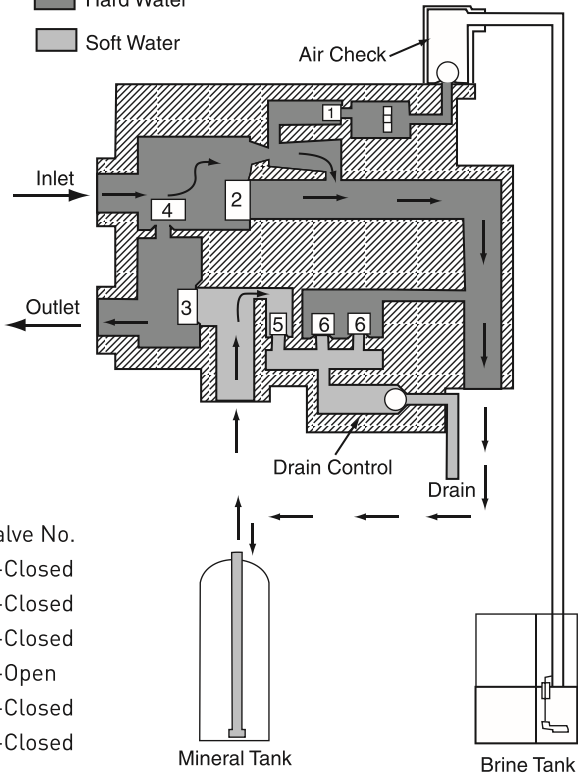 Hard Water
Soft Water
Air Check
1
Inlet
2
4
Outlet
3
5
6
6
Drain Control
Drain
alve No.
-Closed
-Closed
-Closed
-Open
-Closed
-Closed
Mineral Tank
Brine Tank